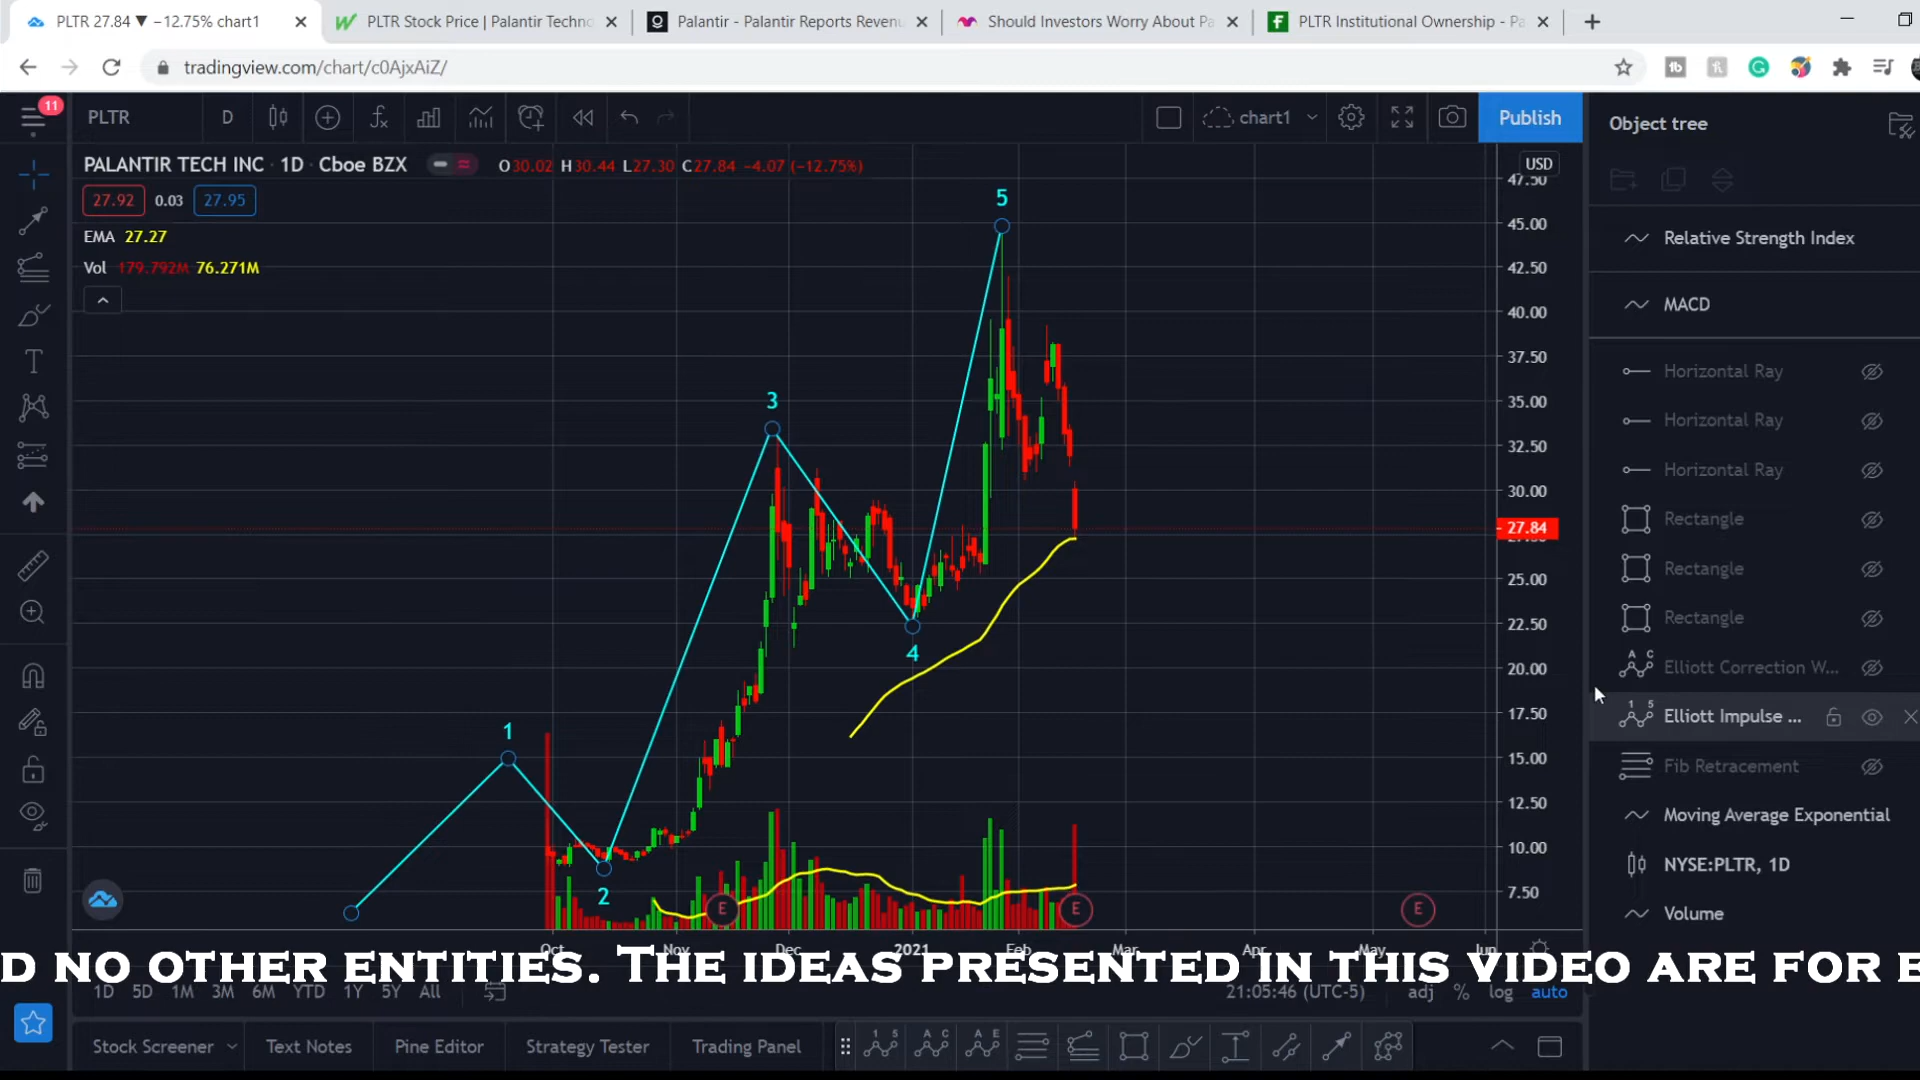 PLTR 27.84 ▼ −12.75% chart1
PLTR Stock Price | Palantir Techno
Palantir - Palantir Reports Revenu
Should Investors Worry About Pa
PLTR Institutional Ownership - Pa
tradingview.com/chart/c0AjxAiZ/
11
PLTR
D
chart1
Publish
Object tree
PALANTIR TECH INC · 1D · Cboe BZX
O30.02 H30.44 L27.30 C27.84 −4.07 (−12.75%)
USD
27.92 0.03 27.95
EMA 27.27
Vol 179.792M 76.271M
47.50
45.00
42.50
40.00
37.50
35.00
32.50
30.00
27.84
25.00
22.50
20.00
17.50
15.00
12.50
10.00
7.50
5
3
4
1
2
E
E
E
Relative Strength Index
MACD
Horizontal Ray
Horizontal Ray
Horizontal Ray
Rectangle
Rectangle
Rectangle
A C
Elliott Correction W...
1 5
Elliott Impulse ...
Fib Retracement
Moving Average Exponential
NYSE:PLTR, 1D
Volume
Oct Nov Dec 2021 Feb Mar Apr May Jun
D NO OTHER ENTITIES. THE IDEAS PRESENTED IN THIS VIDEO ARE FOR E
1D 5D 1M 3M 6M YTD 1Y 5Y All
21:05:46 (UTC-5) adj % log auto
Stock Screener Text Notes Pine Editor Strategy Tester Trading Panel
1 5 A C A E